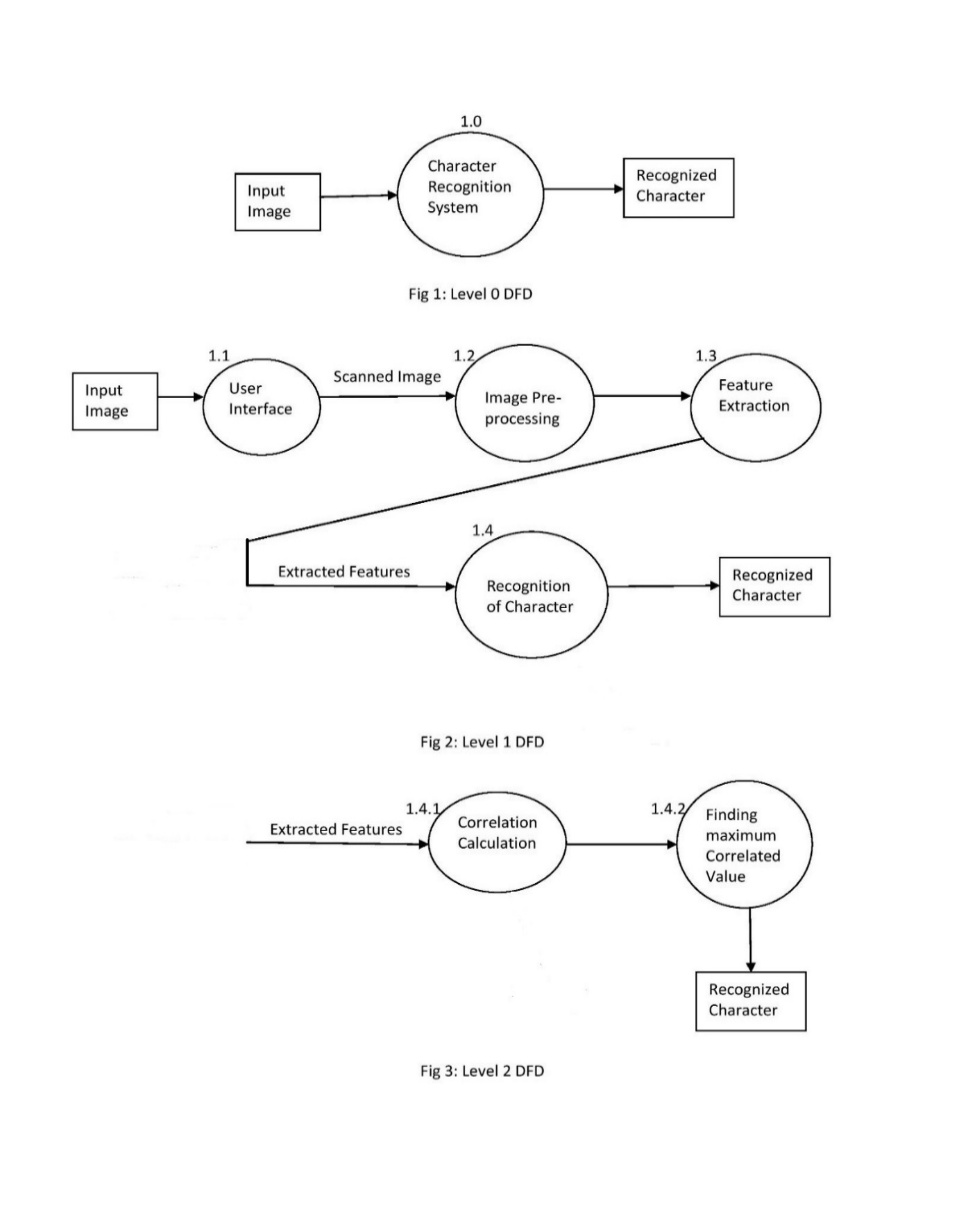 1.0
Character
Recognition
System
Input
Image
Recognized
Character
Fig 1: Level 0 DFD
1.1
1.2
1.3
Input
Image
User
Interface
Scanned Image
Image Pre-
processing
Feature
Extraction
1.4
Extracted Features
Recognition
of Character
Recognized
Character
Fig 2: Level 1 DFD
1.4.1
1.4.2
Extracted Features
Correlation
Calculation
Finding
maximum
Correlated
Value
Recognized
Character
Fig 3: Level 2 DFD